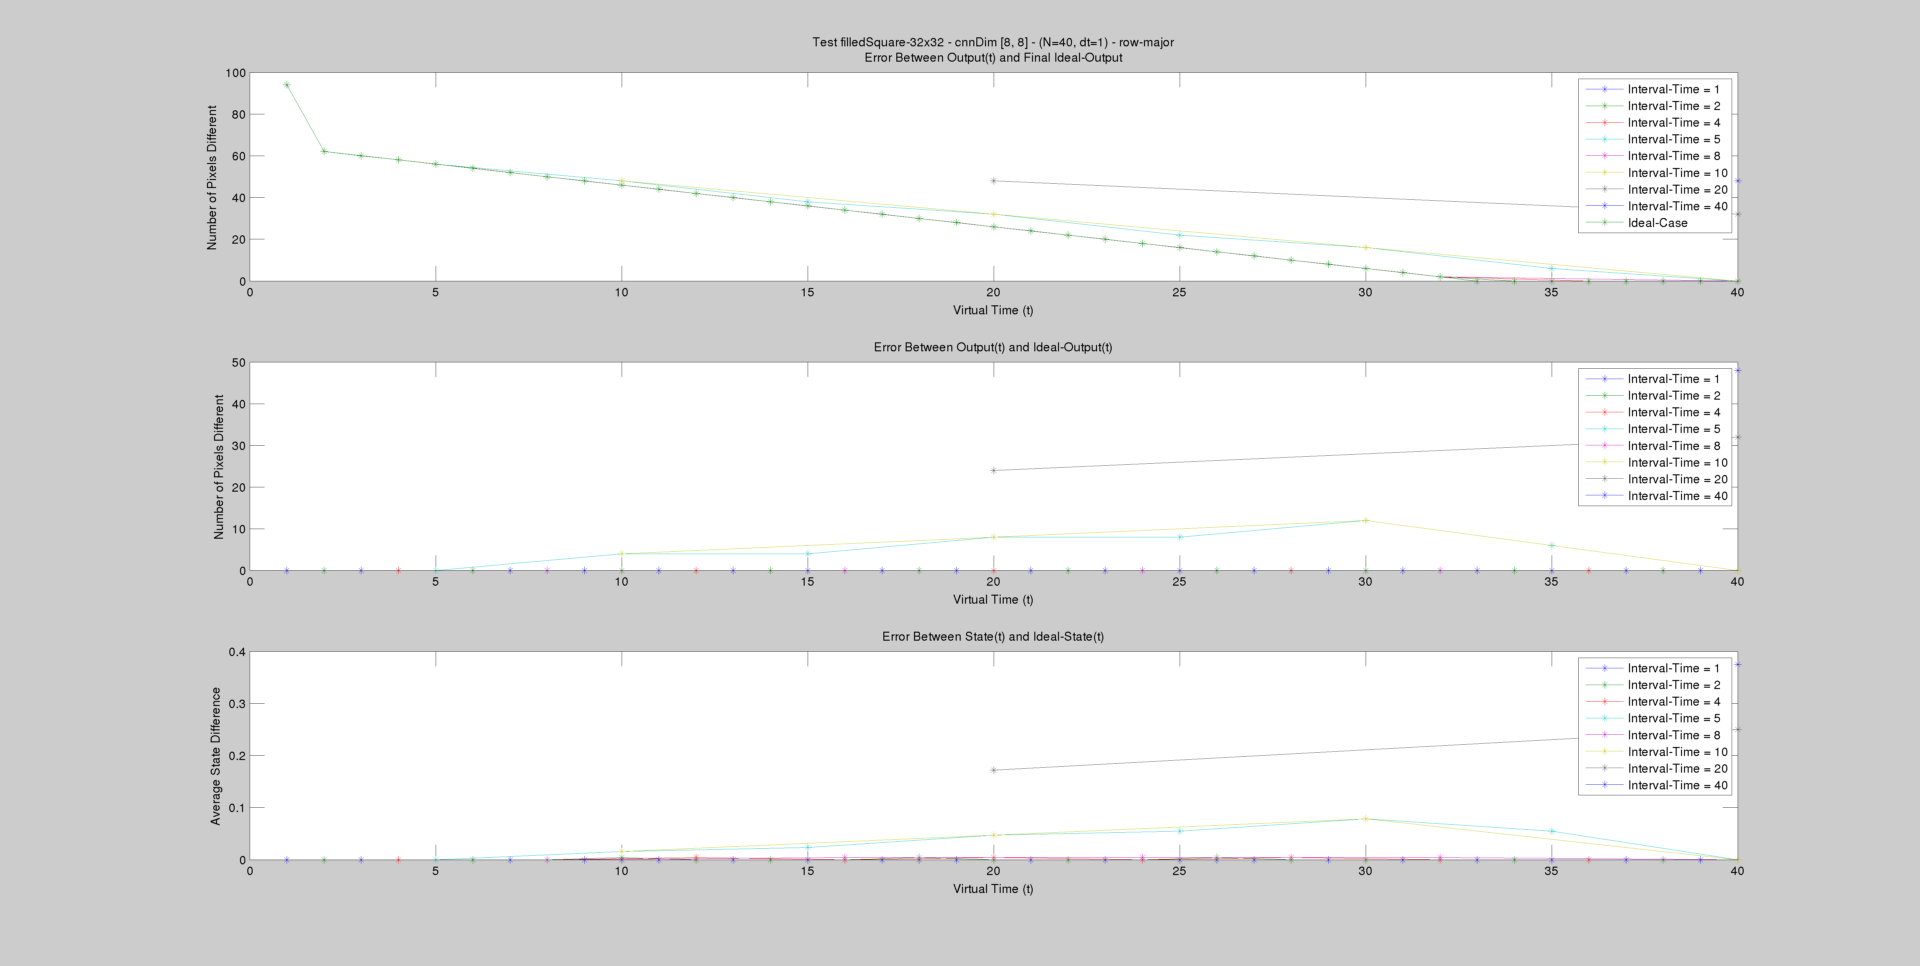 Test filledSquare-32x32 - cnnDim [8, 8] - (N=40, dt=1) - row-major
Error Between Output(t) and Final Ideal-Output
Number of Pixels Different
100
80
60
40
20
0
0 5 10 15 20 25 30 35 40
Virtual Time (t)
Interval-Time = 1
Interval-Time = 2
Interval-Time = 4
Interval-Time = 5
Interval-Time = 8
Interval-Time = 10
Interval-Time = 20
Interval-Time = 40
Ideal-Case
Error Between Output(t) and Ideal-Output(t)
Number of Pixels Different
50
40
30
20
10
0
0 5 10 15 20 25 30 35 40
Virtual Time (t)
Interval-Time = 1
Interval-Time = 2
Interval-Time = 4
Interval-Time = 5
Interval-Time = 8
Interval-Time = 10
Interval-Time = 20
Interval-Time = 40
Error Between State(t) and Ideal-State(t)
Average State Difference
0.4
0.3
0.2
0.1
0
0 5 10 15 20 25 30 35 40
Virtual Time (t)
Interval-Time = 1
Interval-Time = 2
Interval-Time = 4
Interval-Time = 5
Interval-Time = 8
Interval-Time = 10
Interval-Time = 20
Interval-Time = 40